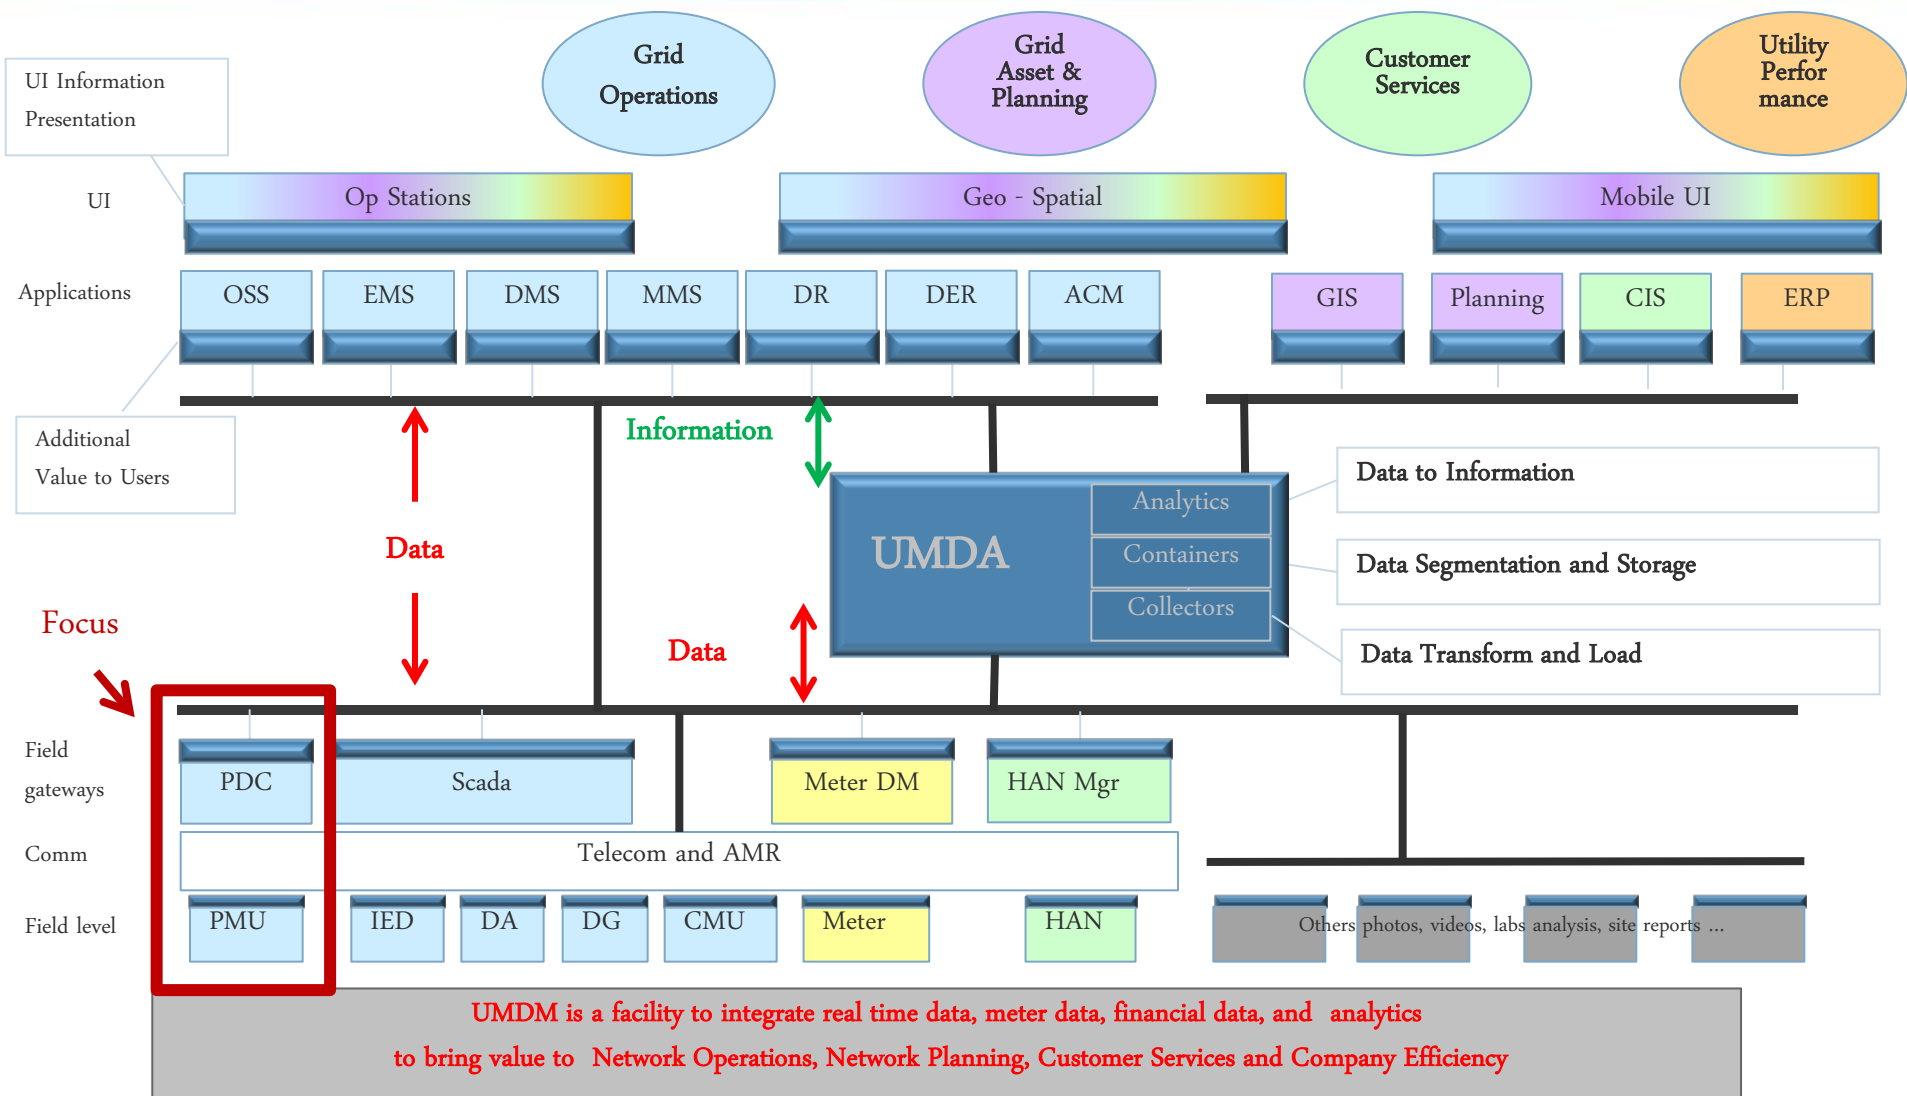 Grid
Operations
Grid
Asset &
Planning
Customer
Services
Utility
Perfor
mance
UI Information
Presentation
UI
Op Stations
Geo - Spatial
Mobile UI
Applications
OSS
EMS
DMS
MMS
DR
DER
ACM
GIS
Planning
CIS
ERP
Additional
Value to Users
Information
Data
UMDA
Analytics
Containers
Collectors
Data to Information
Data Segmentation and Storage
Data Transform and Load
Focus
Data
Field
gateways
PDC
Scada
Meter DM
HAN Mgr
Comm
Telecom and AMR
Field level
PMU
IED
DA
DG
CMU
Meter
HAN
Others photos, videos, labs analysis, site reports ...
UMDM is a facility to integrate real time data, meter data, financial data, and analytics
to bring value to Network Operations, Network Planning, Customer Services and Company Efficiency